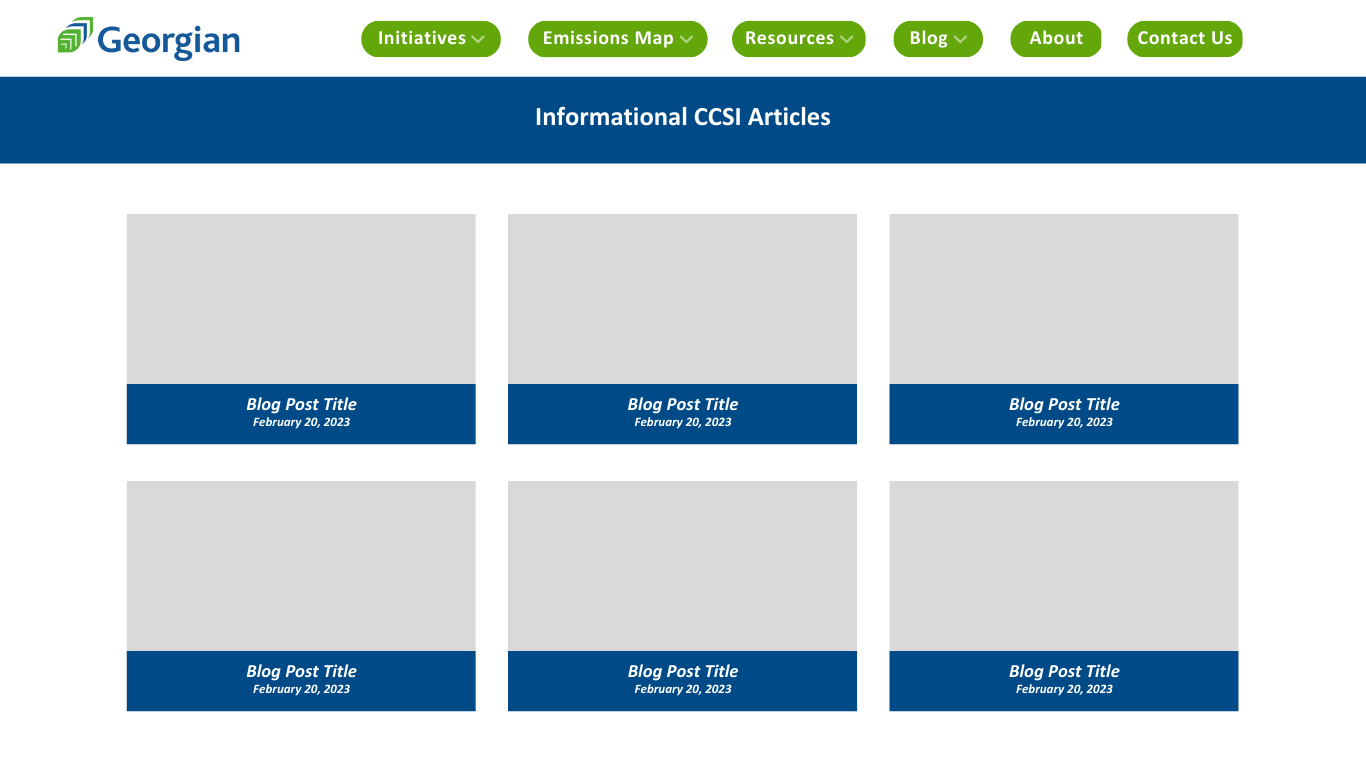 Georgian
Initiatives
Emissions Map
Resources
Blog
About
Contact Us
Informational CCSI Articles
Blog Post Title
February 20, 2023
Blog Post Title
February 20, 2023
Blog Post Title
February 20, 2023
Blog Post Title
February 20, 2023
Blog Post Title
February 20, 2023
Blog Post Title
February 20, 2023